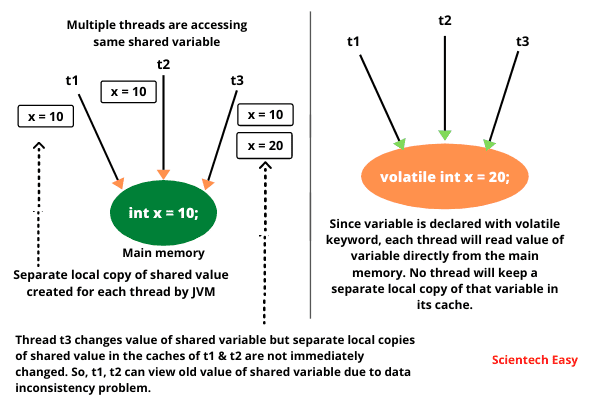 Multiple threads are accessing
same shared variable
t1
t2
t3
x = 10
x = 10
x = 10
x = 20
int x = 10;
Main memory
Separate local copy of shared value
created for each thread by JVM
t1
t2
t3
volatile int x = 20;
Since variable is declared with volatile
keyword, each thread will read value of
variable directly from the main
memory. No thread will keep a
separate local copy of that variable in
its cache.
Thread t3 changes value of shared variable but separate local copies
of shared value in the caches of t1 & t2 are not immediately
changed. So, t1, t2 can view old value of shared variable due to data
inconsistency problem.
Scientech Easy